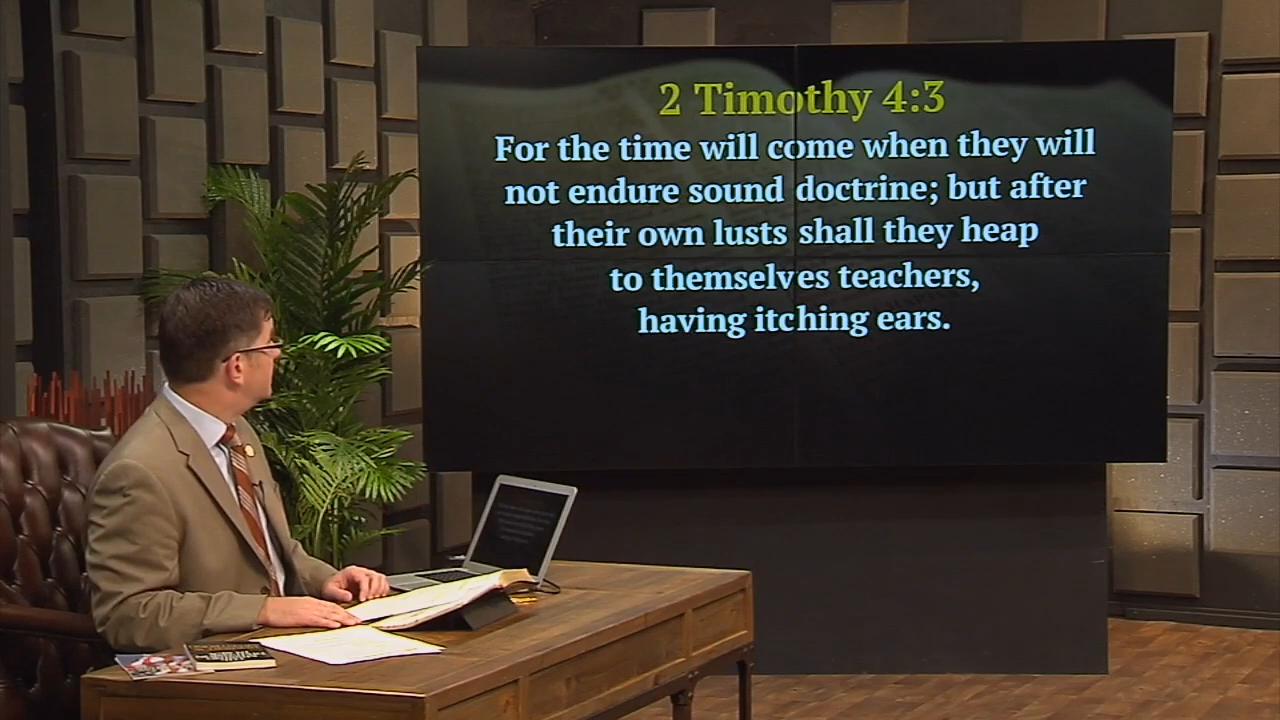 2 Timothy 4:3
For the time will come when they will
not endure sound doctrine; but after
their own lusts shall they heap
to themselves teachers,
having itching ears.